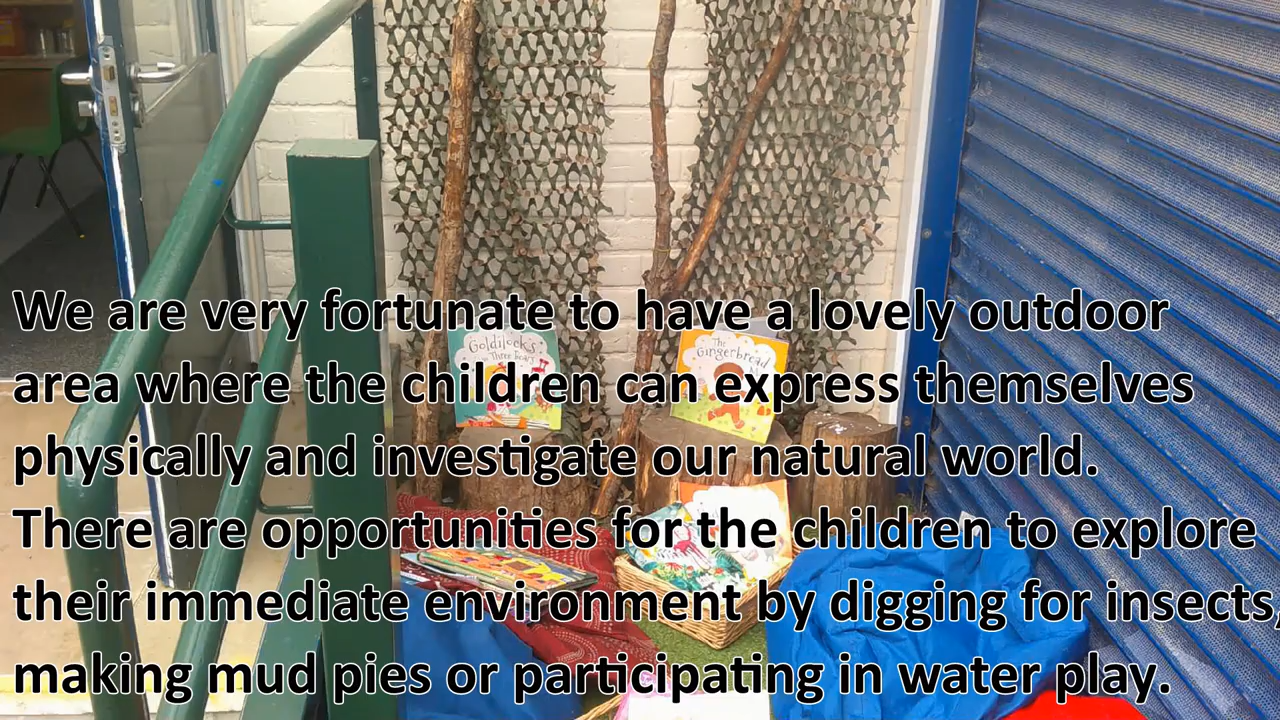 Goldilocks
Three Bears
The
Gingerbread
We are very fortunate to have a lovely outdoor
area where the children can express themselves
physically and investigate our natural world.
There are opportunities for the children to explore
their immediate environment by digging for insects,
making mud pies or participating in water play.